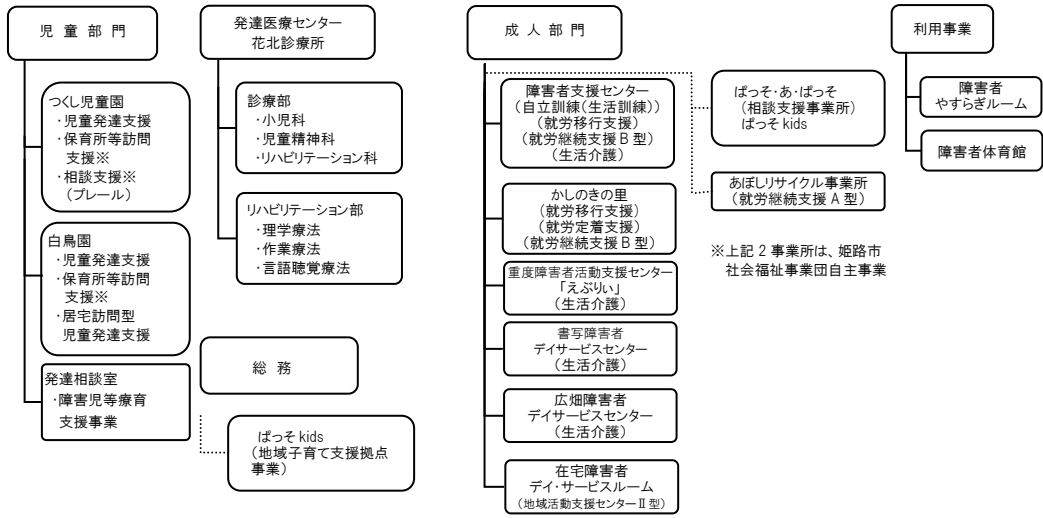 児童部門
つくし児童園
・児童発達支援
・保育所等訪問
支援※
・相談支援※
（プレール）
白鳥園
・児童発達支援
・保育所等訪問
支援※
・居宅訪問型
児童発達支援
発達相談室
・障害児等療育
支援事業
発達医療センター
花北診療所
診療部
・小児科
・児童精神科
・リハビリテーション科
リハビリテーション部
・理学療法
・作業療法
・言語聴覚療法
総務
ぱっそ kids
（地域子育て支援拠点
事業）
成人部門
障害者支援センター
（自立訓練（生活訓練））
（就労移行支援）
（就労継続支援Ｂ型）
（生活介護）
かしのきの里
（就労移行支援）
（就労定着支援）
（就労継続支援Ｂ型）
重度障害者活動支援センター
「えぶりぃ」
（生活介護）
書写障害者
デイサービスセンター
（生活介護）
広畑障害者
デイサービスセンター
（生活介護）
在宅障害者
デイ・サービスルーム
（地域活動支援センターⅡ型）
ぱっそ・あ・ぱっそ
（相談支援事業所）
ぱっそ kids
あぼしリサイクル事業所
（就労継続支援Ａ型）
※上記２事業所は、姫路市
社会福祉事業団自主事業
利用事業
障害者
やすらぎルーム
障害者体育館